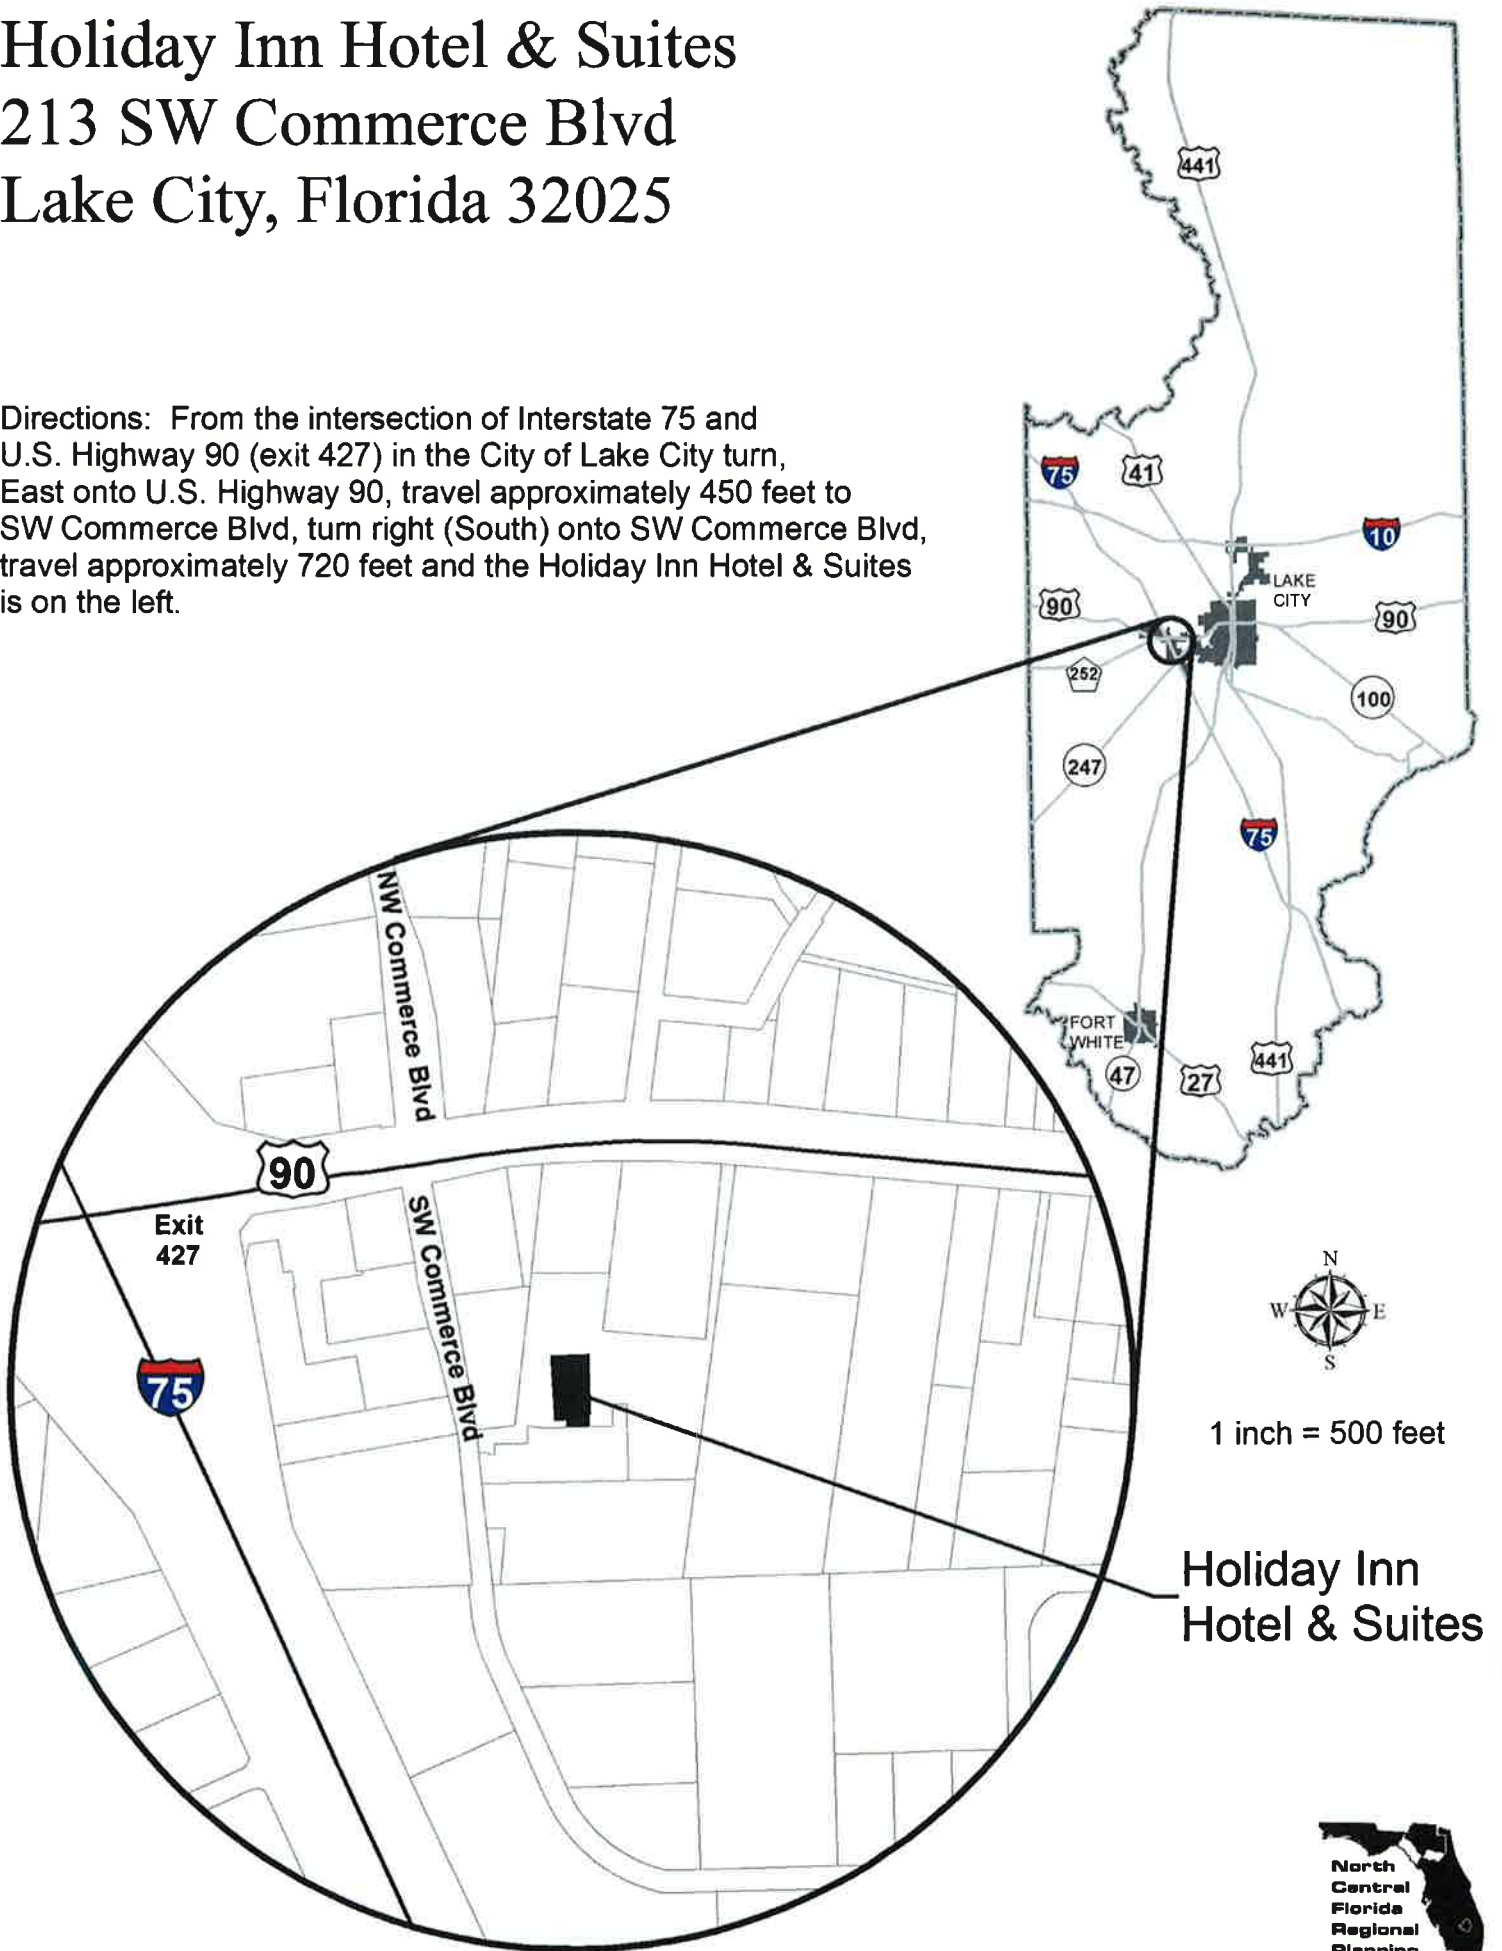 Holiday Inn Hotel & Suites
213 SW Commerce Blvd
Lake City, Florida 32025
Directions: From the intersection of Interstate 75 and
U.S. Highway 90 (exit 427) in the City of Lake City turn,
East onto U.S. Highway 90, travel approximately 450 feet to
SW Commerce Blvd, turn right (South) onto SW Commerce Blvd,
travel approximately 720 feet and the Holiday Inn Hotel & Suites
is on the left.
441
75
41
10
LAKE
CITY
90
90
252
100
247
75
FORT
WHITE
47
27
441
NW Commerce Blvd
90
Exit
427
SW Commerce Blvd
75
N
W
E
S
1 inch = 500 feet
Holiday Inn
Hotel & Suites
North
Central
Florida
Regional
Planning